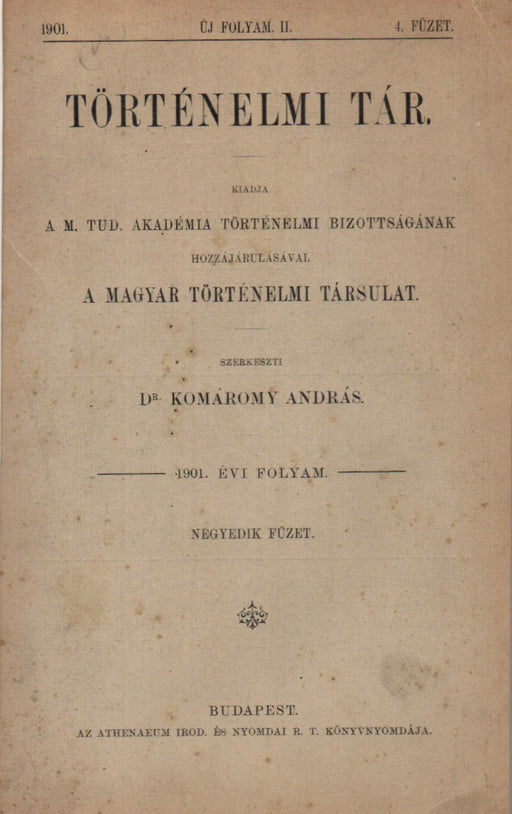 1901. ÚJ FOLYAM. II. 4. FÜZET.
TÖRTÉNELMI TÁR.
KIADJA
A M. TUD. AKADÉMIA TÖRTÉNELMI BIZOTTSÁGÁNAK
HOZZÁJÁRULÁSÁVAL
A MAGYAR TÖRTÉNELMI TÁRSULAT.
SZERKESZTI
DR. KOMÁROMY ANDRÁS.
1901. ÉVI FOLYAM.
NEGYEDIK FÜZET.
BUDAPEST.
AZ ATHENAEUM IROD. ÉS NYOMDAI R. T. KÖNYVNYOMDÁJA.